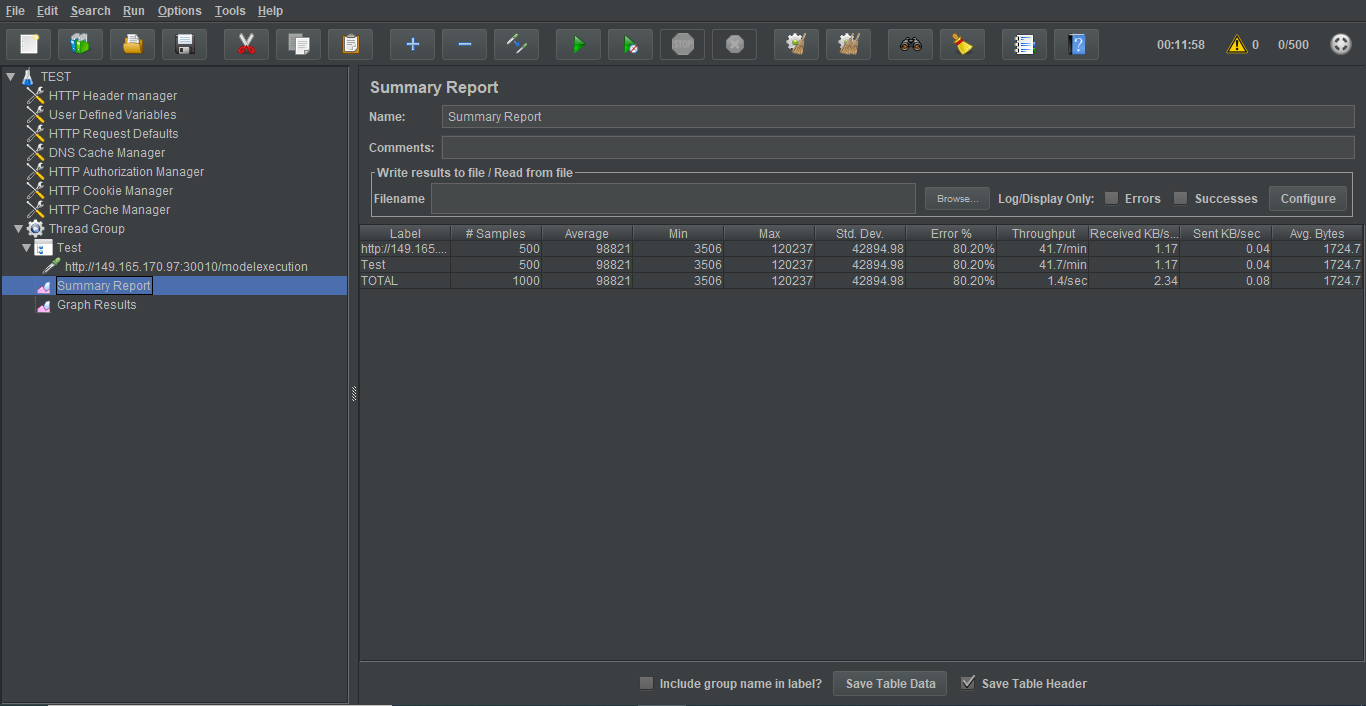 File Edit Search Run Options Tools Help
STOP 00:11:58 0 0/500
TEST
HTTP Header manager
User Defined Variables
HTTP Request Defaults
DNS Cache Manager
HTTP Authorization Manager
HTTP Cookie Manager
HTTP Cache Manager
Thread Group
Test
http://149.165.170.97:30010/modelexecution
Summary Report
Graph Results
Summary Report
Name: Summary Report
Comments:
Write results to file / Read from file
Filename Browse... Log/Display Only: Errors Successes Configure
Label # Samples Average Min Max Std. Dev. Error % Throughput Received KB/s... Sent KB/sec Avg. Bytes
http://149.165.... 500 98821 3506 120237 42894.98 80.20% 41.7/min 1.17 0.04 1724.7
Test 500 98821 3506 120237 42894.98 80.20% 41.7/min 1.17 0.04 1724.7
TOTAL 1000 98821 3506 120237 42894.98 80.20% 1.4/sec 2.34 0.08 1724.7
Include group name in label? Save Table Data Save Table Header